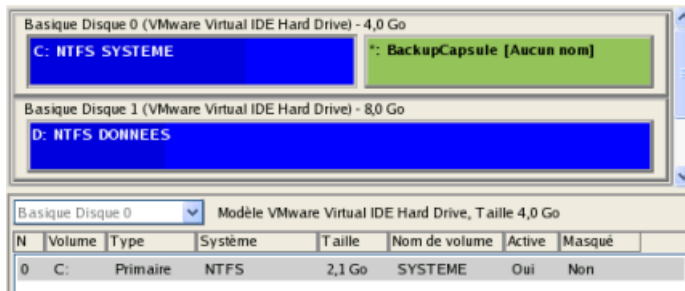 Basique Disque 0 (VMware Virtual IDE Hard Drive) - 4,0 Go
C: NTFS SYSTEME
*: BackupCapsule [Aucun nom]
Basique Disque 1 (VMware Virtual IDE Hard Drive) - 8,0 Go
D: NTFS DONNEES
Basique Disque 0 Modèle VMware Virtual IDE Hard Drive, Taille 4,0 Go
N Volume Type Système Taille Nom de volume Active Masqué
0 C: Primaire NTFS 2,1 Go SYSTEME Oui Non